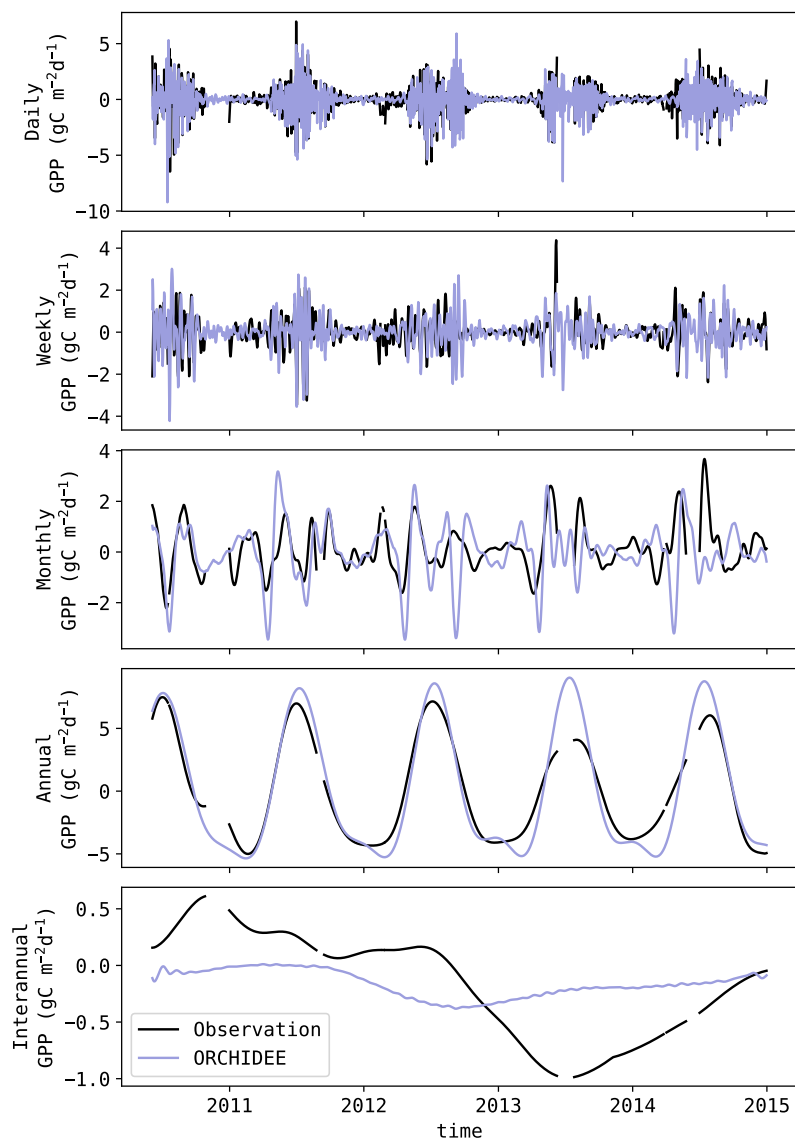 5
0
−5
−10
Daily
GPP (gC m⁻²d⁻¹)
4
2
0
−2
−4
Weekly
GPP (gC m⁻²d⁻¹)
4
2
0
−2
Monthly
GPP (gC m⁻²d⁻¹)
5
0
−5
Annual
GPP (gC m⁻²d⁻¹)
0.5
0.0
−0.5
−1.0
Interannual
GPP (gC m⁻²d⁻¹)
Observation
ORCHIDEE
2011 2012 2013 2014 2015
time